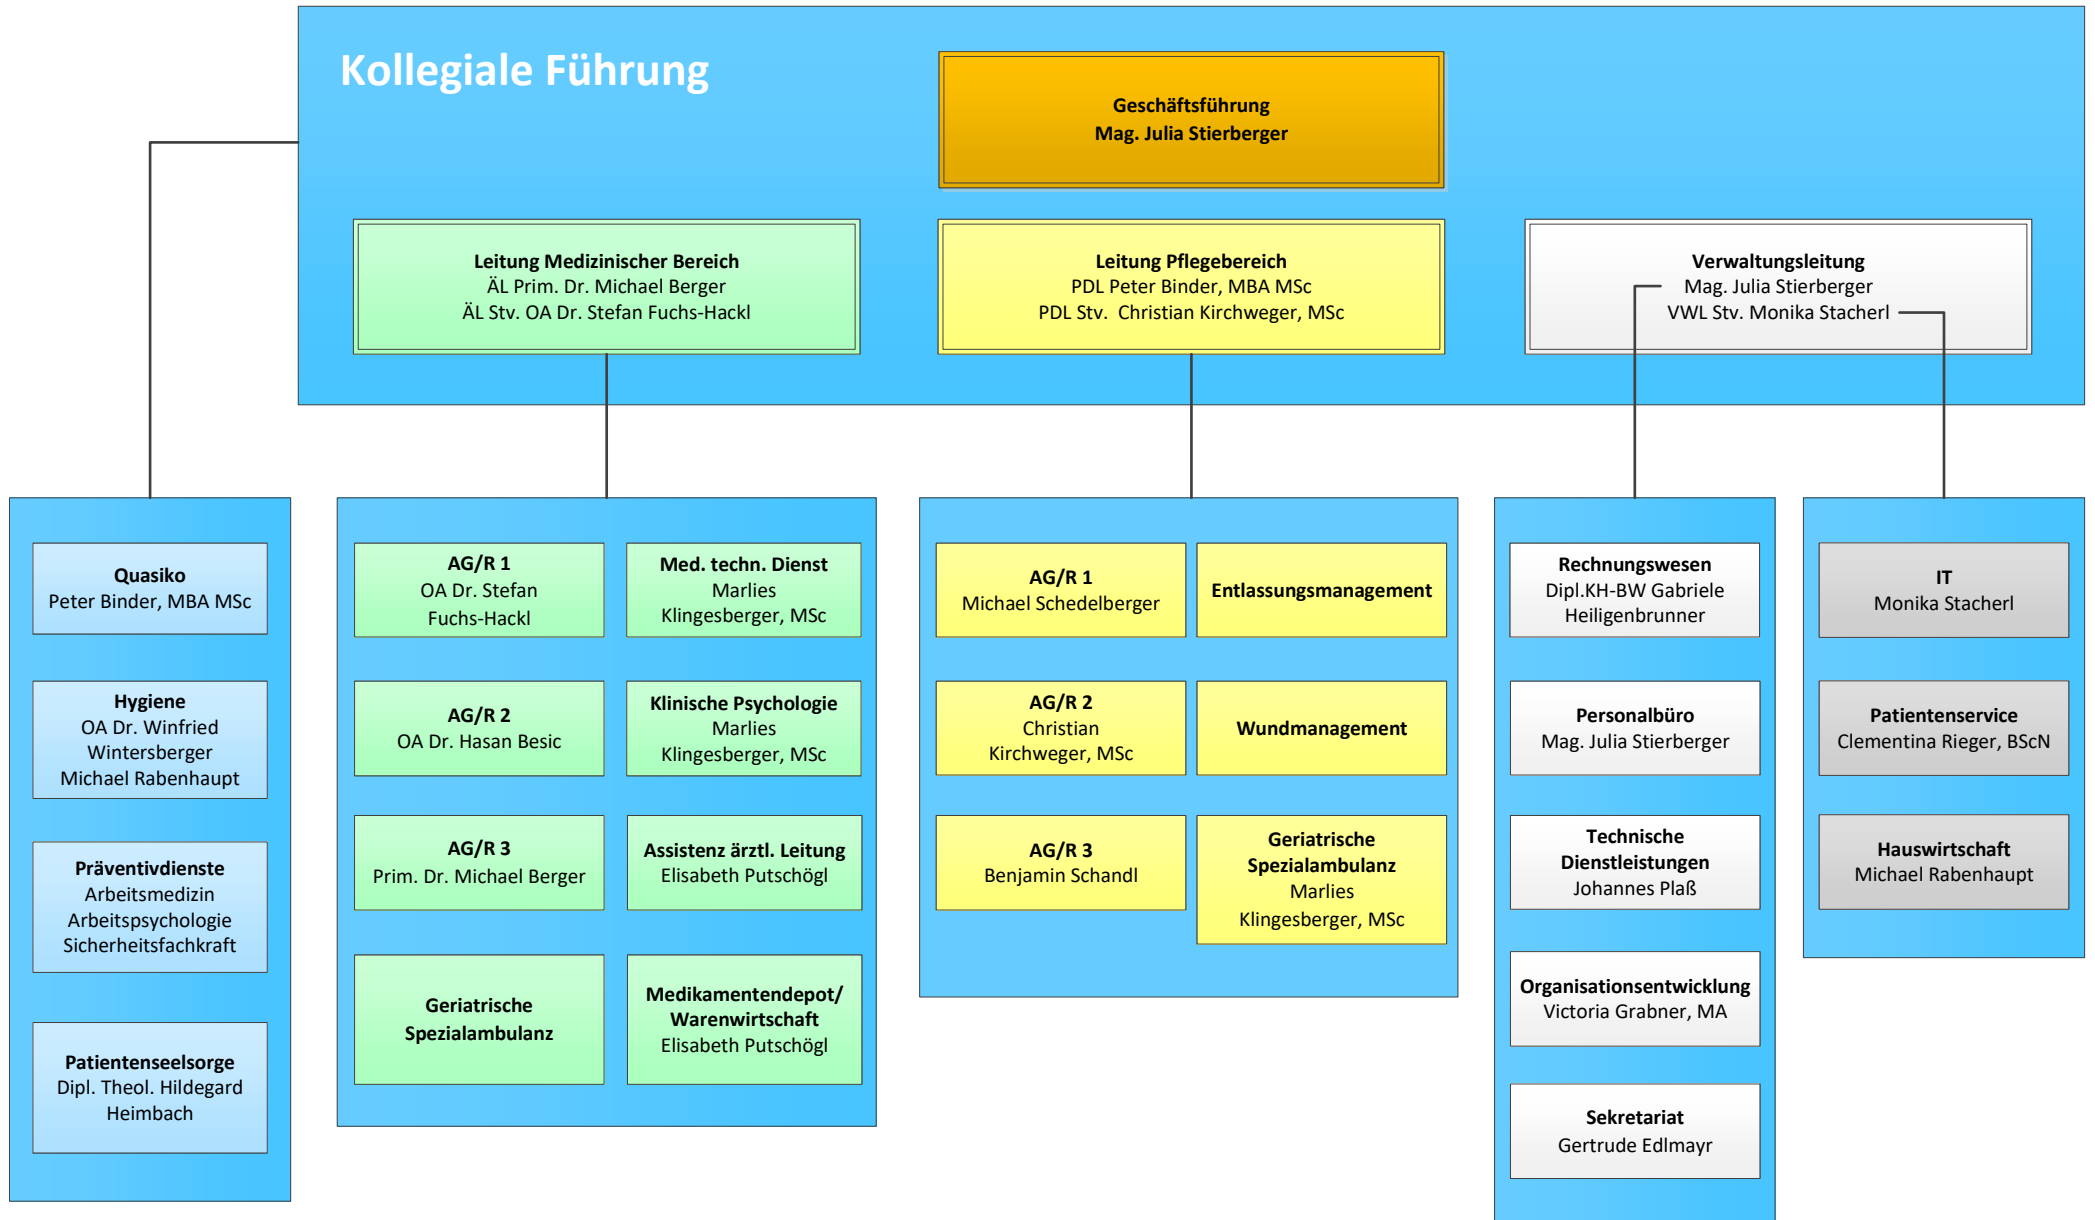 Kollegiale Führung
Geschäftsführung
Mag. Julia Stierberger
Leitung Medizinischer Bereich
ÄL Prim. Dr. Michael Berger
ÄL Stv. OA Dr. Stefan Fuchs-Hackl
Leitung Pflegebereich
PDL Peter Binder, MBA MSc
PDL Stv.  Christian Kirchweger, MSc
Verwaltungsleitung
Mag. Julia Stierberger
VWL Stv. Monika Stacherl
Quasiko
Peter Binder, MBA MSc
Hygiene
OA Dr. Winfried
Wintersberger
Michael Rabenhaupt
Präventivdienste
Arbeitsmedizin
Arbeitspsychologie
Sicherheitsfachkraft
Patientenseelsorge
Dipl. Theol. Hildegard
Heimbach
AG/R 1
OA Dr. Stefan
Fuchs-Hackl
AG/R 2
OA Dr. Hasan Besic
AG/R 3
Prim. Dr. Michael Berger
Geriatrische
Spezialambulanz
Med. techn. Dienst
Marlies
Klingesberger, MSc
Klinische Psychologie
Marlies
Klingesberger, MSc
Assistenz ärztl. Leitung
Elisabeth Putschögl
Medikamentendepot/
Warenwirtschaft
Elisabeth Putschögl
AG/R 1
Michael Schedelberger
AG/R 2
Christian
Kirchweger, MSc
AG/R 3
Benjamin Schandl
Entlassungsmanagement
Wundmanagement
Geriatrische
Spezialambulanz
Marlies
Klingesberger, MSc
Rechnungswesen
Dipl.KH-BW Gabriele
Heiligenbrunner
Personalbüro
Mag. Julia Stierberger
Technische
Dienstleistungen
Johannes Plaß
Organisationsentwicklung
Victoria Grabner, MA
Sekretariat
Gertrude Edlmayr
IT
Monika Stacherl
Patientenservice
Clementina Rieger, BScN
Hauswirtschaft
Michael Rabenhaupt